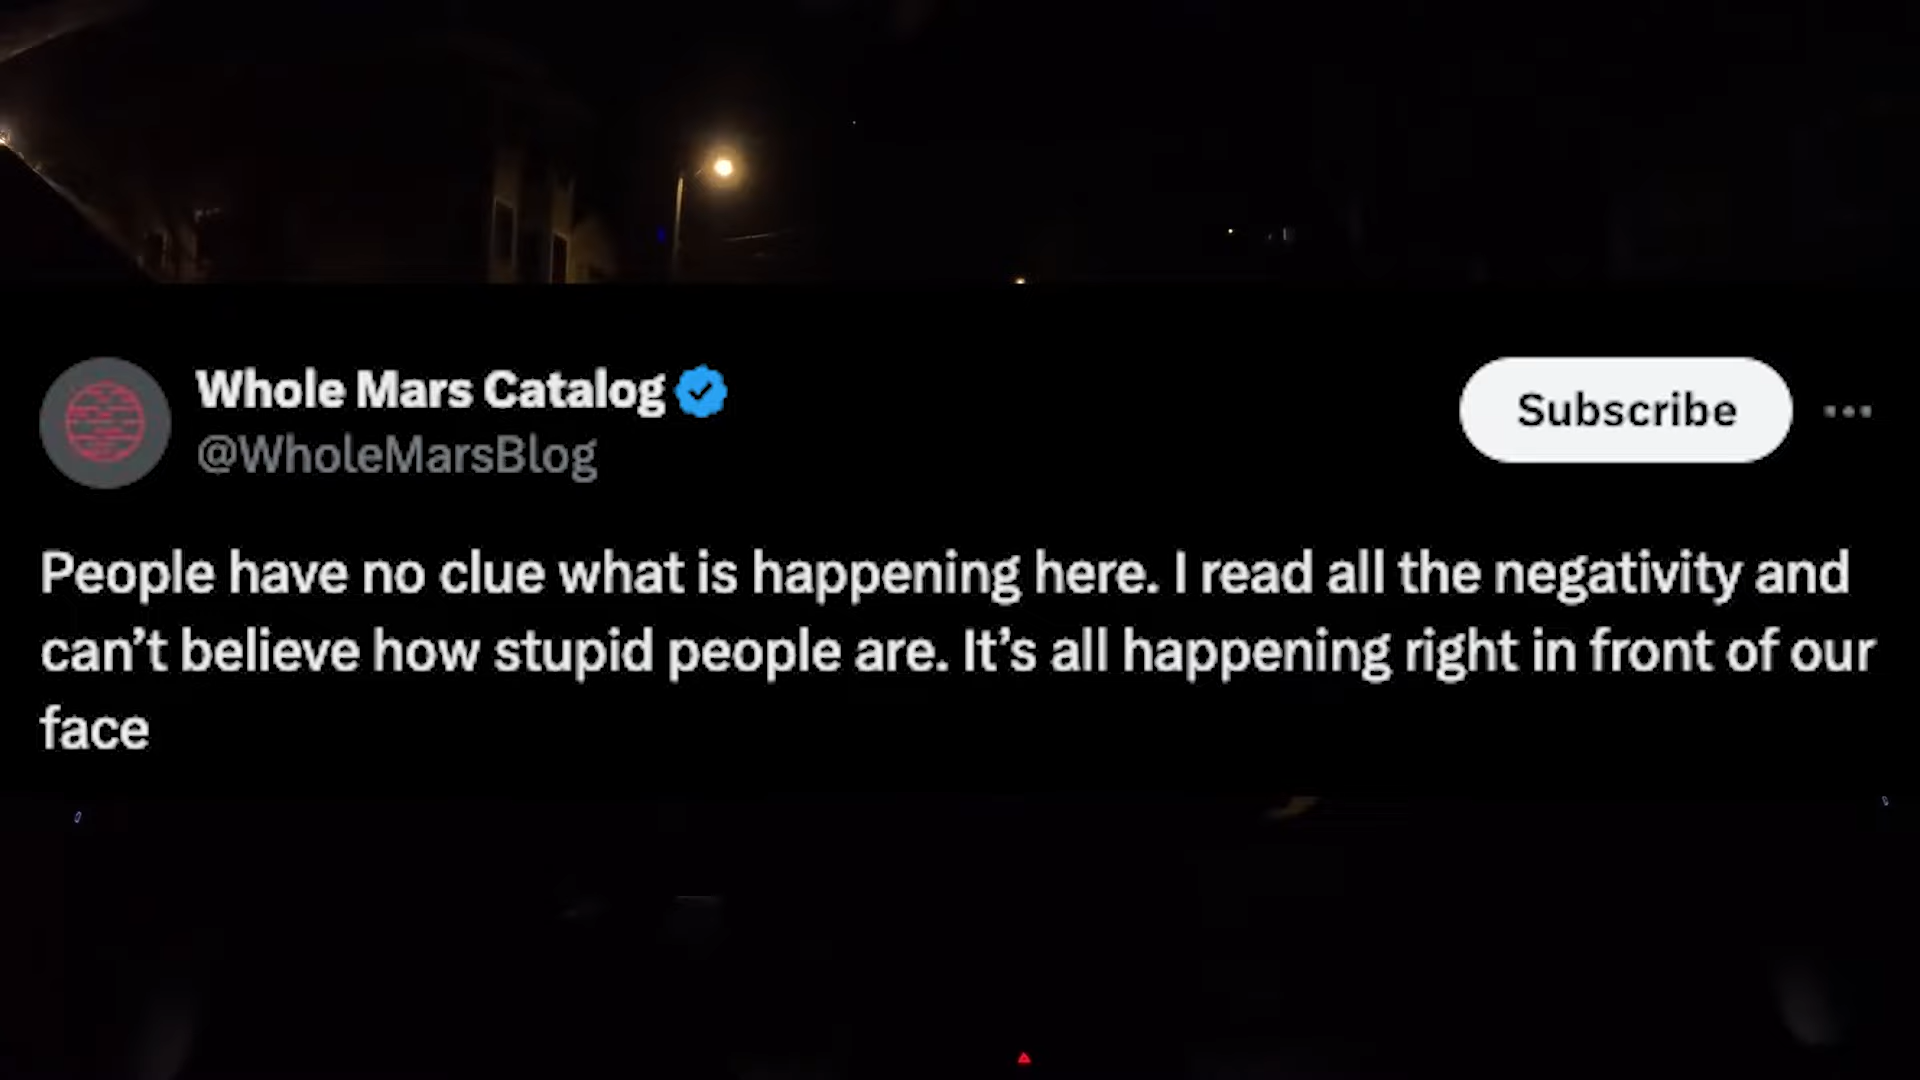 Whole Mars Catalog
@WholeMarsBlog
Subscribe
People have no clue what is happening here. I read all the negativity and
can’t believe how stupid people are. It’s all happening right in front of our
face